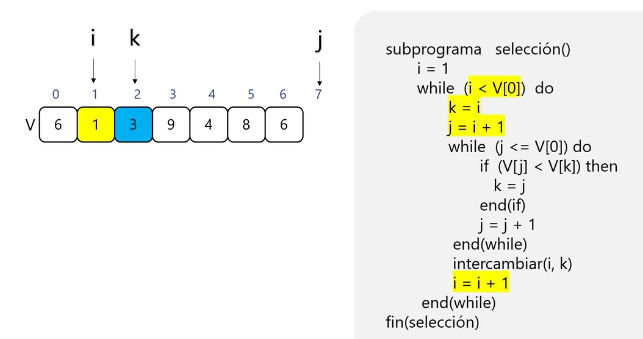 i k j
0 1 2 3 4 5 6 7
V 6 1 3 9 4 8 6
subprograma selección()
i = 1
while (i < V[0]) do
k = i
j = i + 1
while (j <= V[0]) do
if (V[j] < V[k]) then
k = j
end(if)
j = j + 1
end(while)
intercambiar(i, k)
i = i + 1
end(while)
fin(selección)